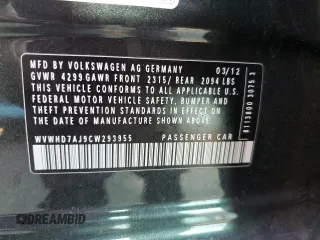 MFD. BY VOLKSWAGEN AG GERMANY 03/12
GVWR 4299 GAWR FRONT 2315/ REAR 2094 LBS
THIS VEHICLE CONFORMS TO ALL APPLICABLE
FEDERAL MOTOR VEHICLE SAFETY, BUMPER AND
THEFT PREVENTION STANDARDS IN EFFECT ON THE
DATE OF MANUFACTURE SHOWN ABOVE.
WVWHD7AJ9CW293955 PASSENGER CAR
DREAMBID